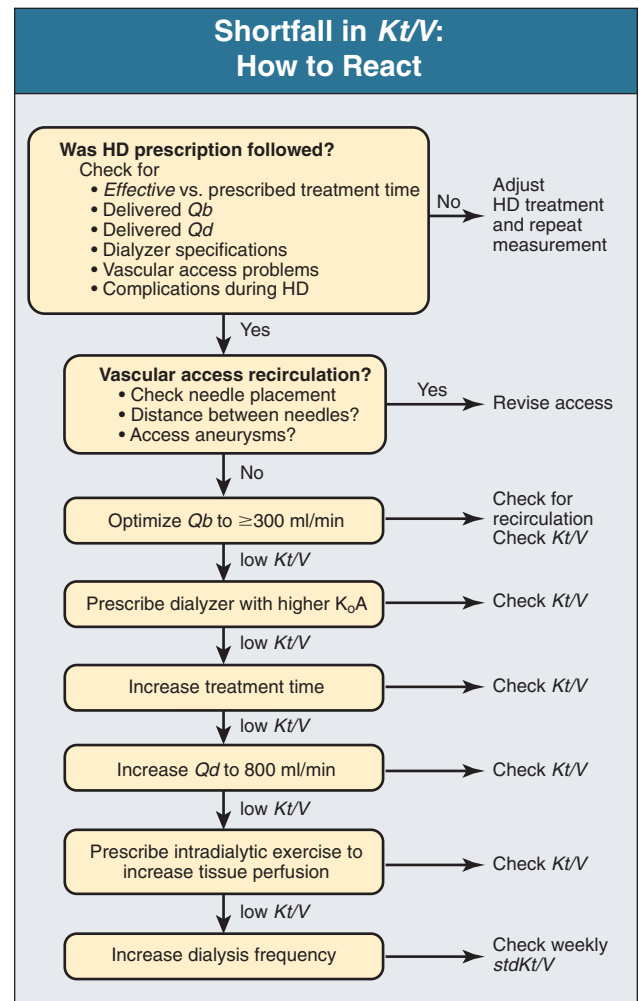 Shortfall in Kt/V:
How to React
Was HD prescription followed?
Check for
• Effective vs. prescribed treatment time
• Delivered Qb
• Delivered Qd
• Dialyzer specifications
• Vascular access problems
• Complications during HD
No
Adjust
HD treatment
and repeat
measurement
Yes
Vascular access recirculation?
• Check needle placement
• Distance between needles?
• Access aneurysms?
Yes
Revise access
No
Optimize Qb to ≥300 ml/min
Check for
recirculation
Check Kt/V
low Kt/V
Prescribe dialyzer with higher KₒA
Check Kt/V
low Kt/V
Increase treatment time
Check Kt/V
low Kt/V
Increase Qd to 800 ml/min
Check Kt/V
low Kt/V
Prescribe intradialytic exercise to
increase tissue perfusion
Check Kt/V
low Kt/V
Increase dialysis frequency
Check weekly
stdKt/V